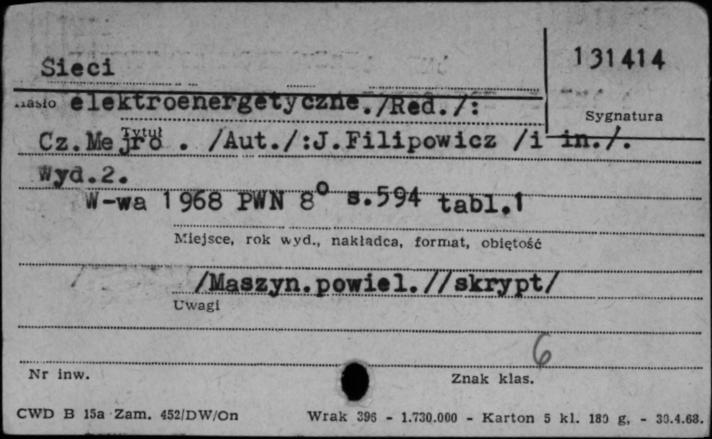 Sieci
131414
Hasło elektroenergetyczne./Red./:
Sygnatura
Tytuł
Cz.Mejro . /Aut./:J.Filipowicz /i in./.
Wyd.2.
W-wa 1968 PWN 8° s.594 tabl.1
Miejsce, rok wyd., nakładca, format, objętość
/Maszyn.powiel.//skrypt/
Uwagi
6
Nr inw.
Znak klas.
CWD B 15a Zam. 452/DW/On
Wrak 396 - 1.730.000 - Karton 5 kl. 180 g. - 30.4.68.